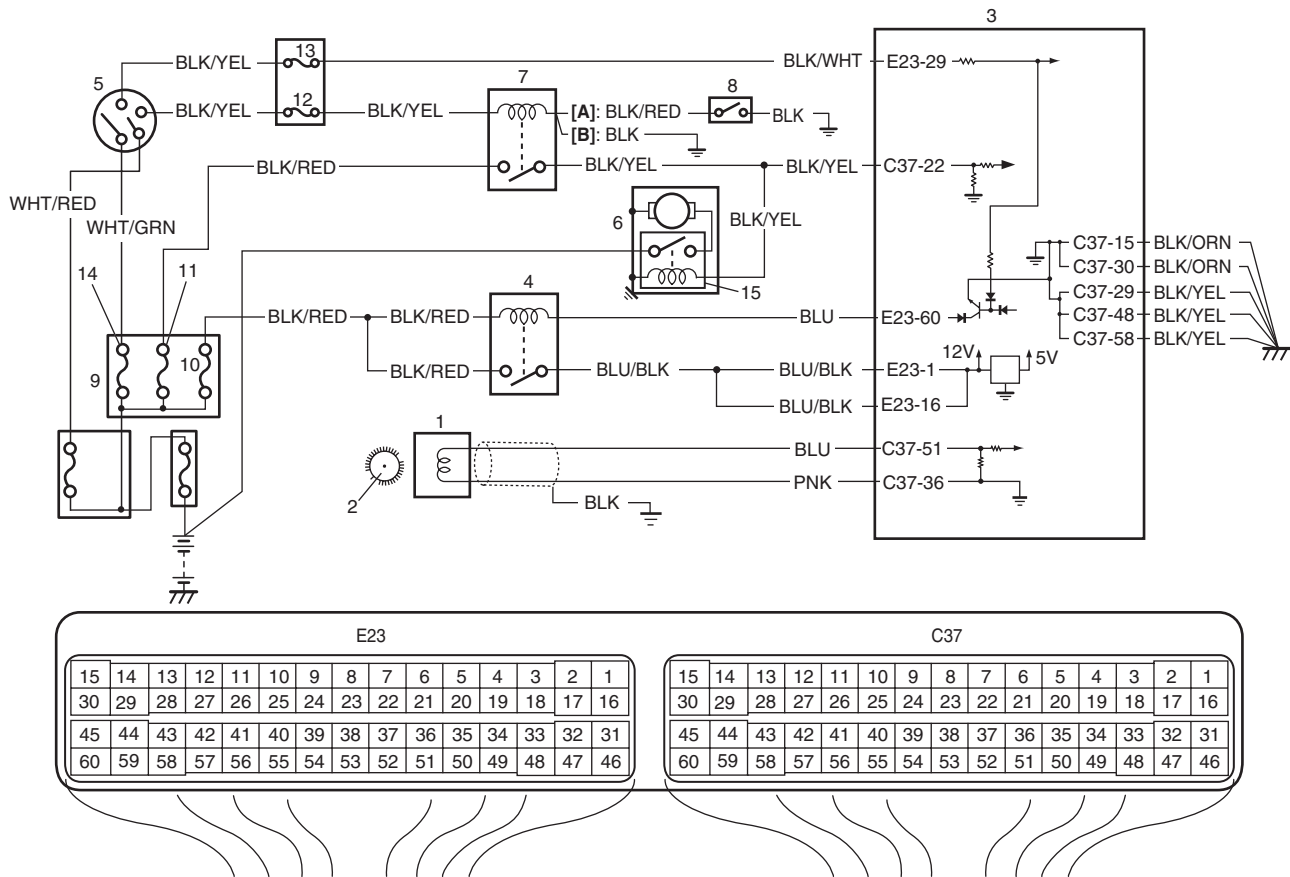 3
BLK/YEL 13 BLK/WHT E23-29
5 7
BLK/YEL 12 BLK/YEL [A]: BLK/RED 8 BLK
[B]: BLK
BLK/RED BLK/YEL BLK/YEL C37-22
WHT/RED
WHT/GRN 6 BLK/YEL
C37-15 BLK/ORN
14 11 15 C37-30 BLK/ORN
4 C37-29 BLK/YEL
BLK/RED BLK/RED BLU E23-60 C37-48 BLK/YEL
C37-58 BLK/YEL
9 10 12V 5V
BLK/RED BLU/BLK BLU/BLK E23-1
BLU/BLK E23-16
1
BLU C37-51
2 PNK C37-36
BLK
E23 C37
15 14 13 12 11 10 9 8 7 6 5 4 3 2 1 15 14 13 12 11 10 9 8 7 6 5 4 3 2 1
30 29 28 27 26 25 24 23 22 21 20 19 18 17 16 30 29 28 27 26 25 24 23 22 21 20 19 18 17 16
45 44 43 42 41 40 39 38 37 36 35 34 33 32 31 45 44 43 42 41 40 39 38 37 36 35 34 33 32 31
60 59 58 57 56 55 54 53 52 51 50 49 48 47 46 60 59 58 57 56 55 54 53 52 51 50 49 48 47 46